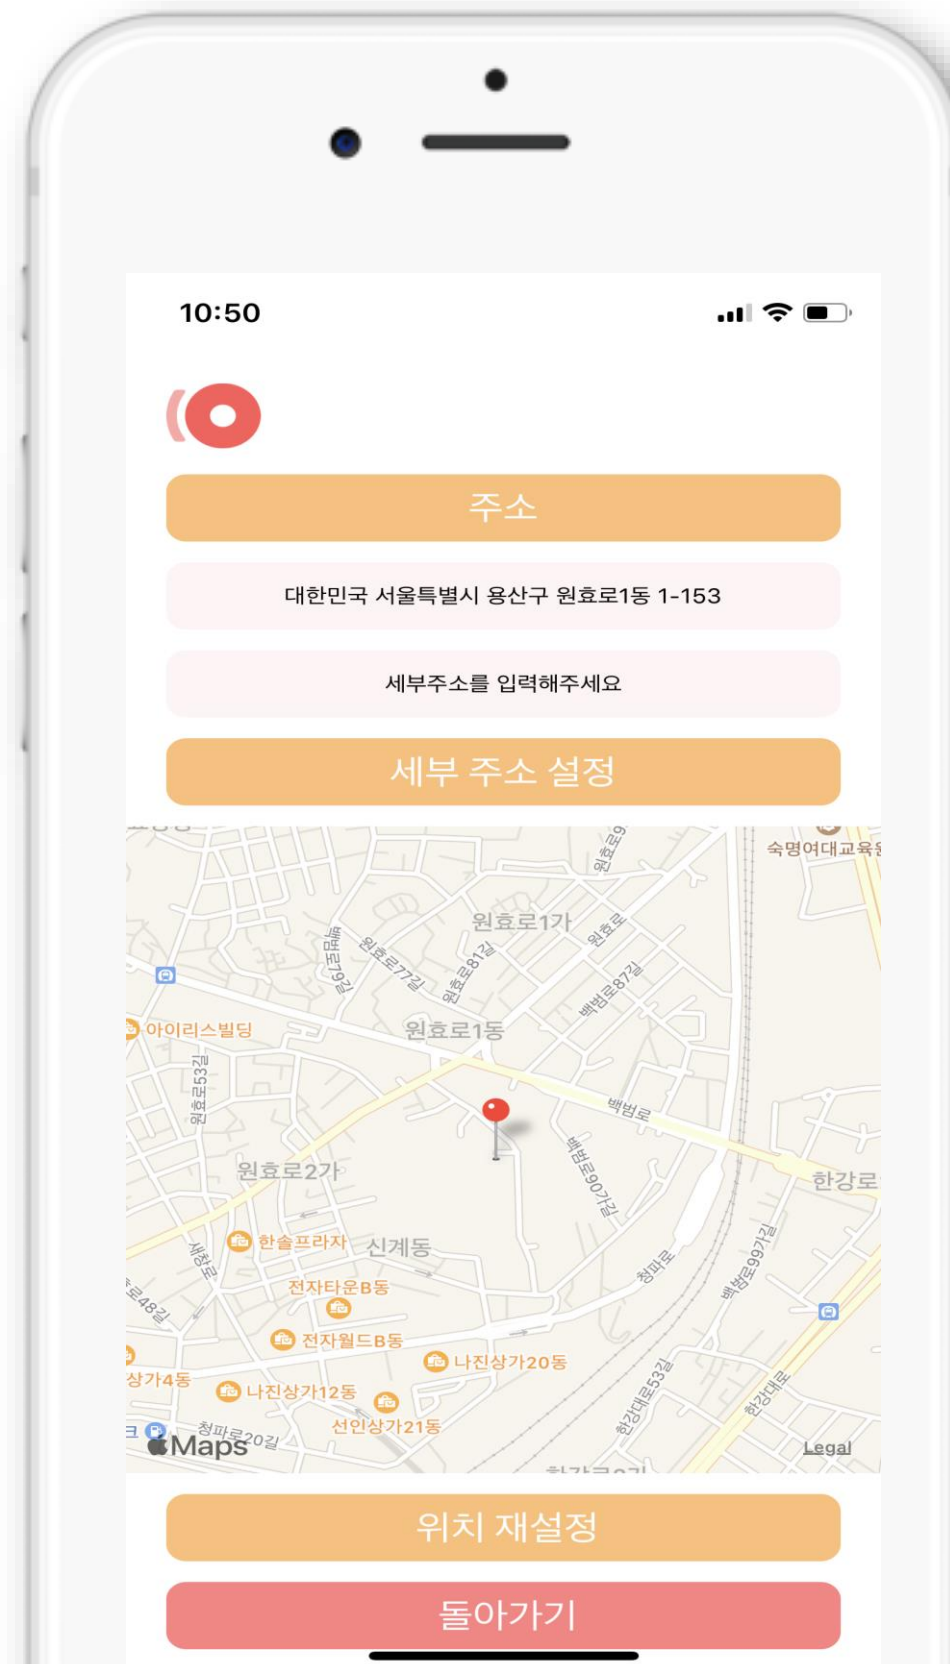 10:50
주소
대한민국 서울특별시 용산구 원효로1동 1-153
세부주소를 입력해주세요
세부 주소 설정
숙명여대교육원
원효로1가
원효로
백범로79길
원효로77길
원효로81길
백범로87길
원효로1동
아이리스빌딩
원효로53길
백범로
백범로90가길
원효로2가
한강로
한솔프라자
신계동
새창로
청파로
백범로99가길
전자타운B동
전자월드B동
나진상가20동
상가4동
나진상가12동
선인상가21동
한강대로53길
한강대로
청파로20길
Maps
Legal
위치 재설정
돌아가기